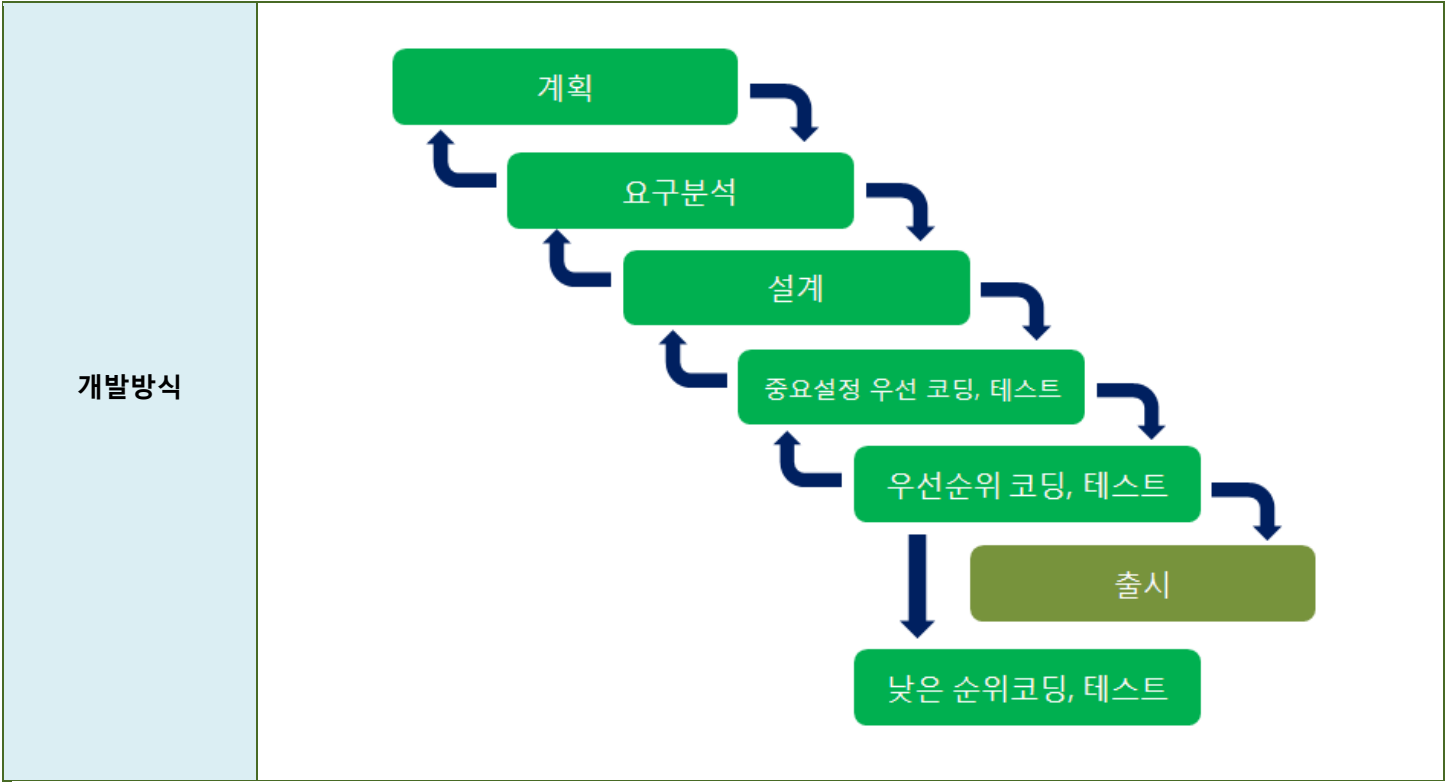 개발방식
계획
요구분석
설계
중요설정 우선 코딩, 테스트
우선순위 코딩, 테스트
출시
낮은 순위코딩, 테스트